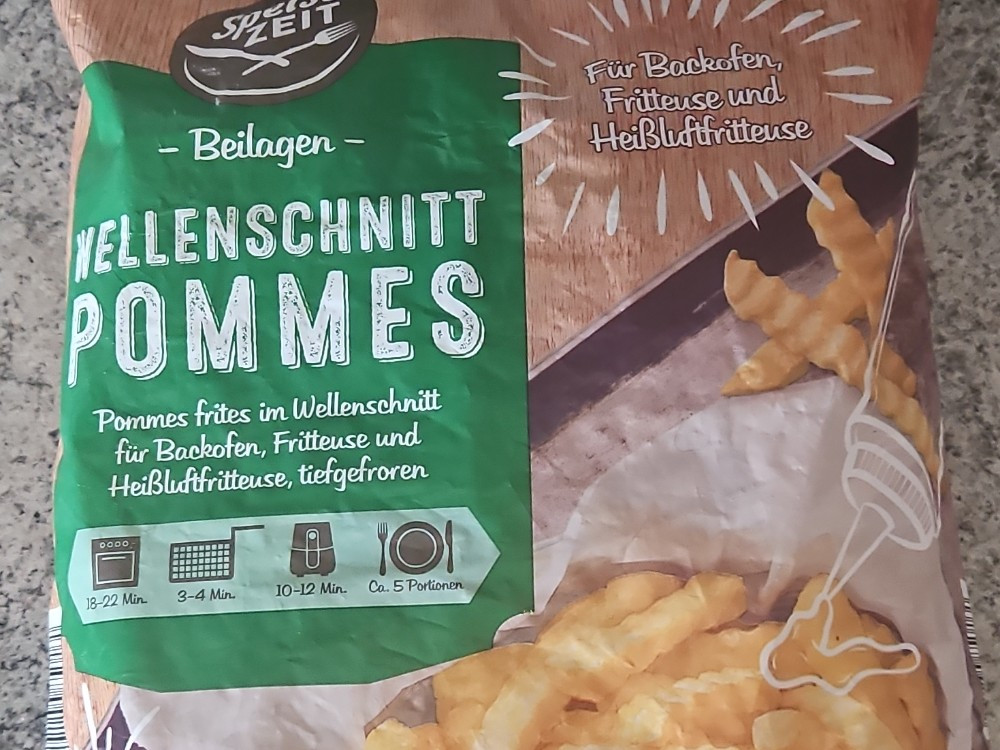 Speise
ZEIT
- Beilagen -
WELLENSCHNITT
POMMES
Pommes frites im Wellenschnitt
für Backofen, Fritteuse und
Heißluftfritteuse, tiefgefroren
18-22 Min.
3-4 Min.
10-12 Min.
Ca. 5 Portionen
Für Backofen,
Fritteuse und
Heißluftfritteuse